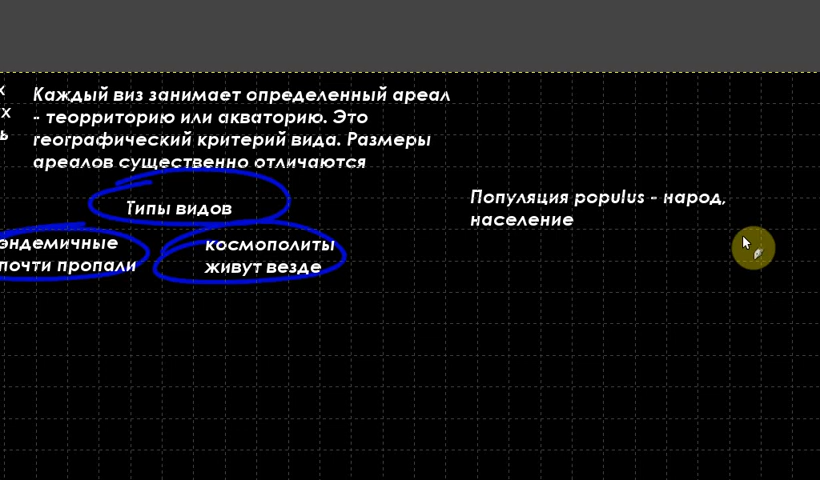 х
ух
ь
Каждый виз занимает определенный ареал
- теорриторию или акваторию. Это
географический критерий вида. Размеры
ареалов существенно отличаются
Типы видов
эндемичные
почти пропали
космополиты
живут везде
Популяция populus - народ,
население